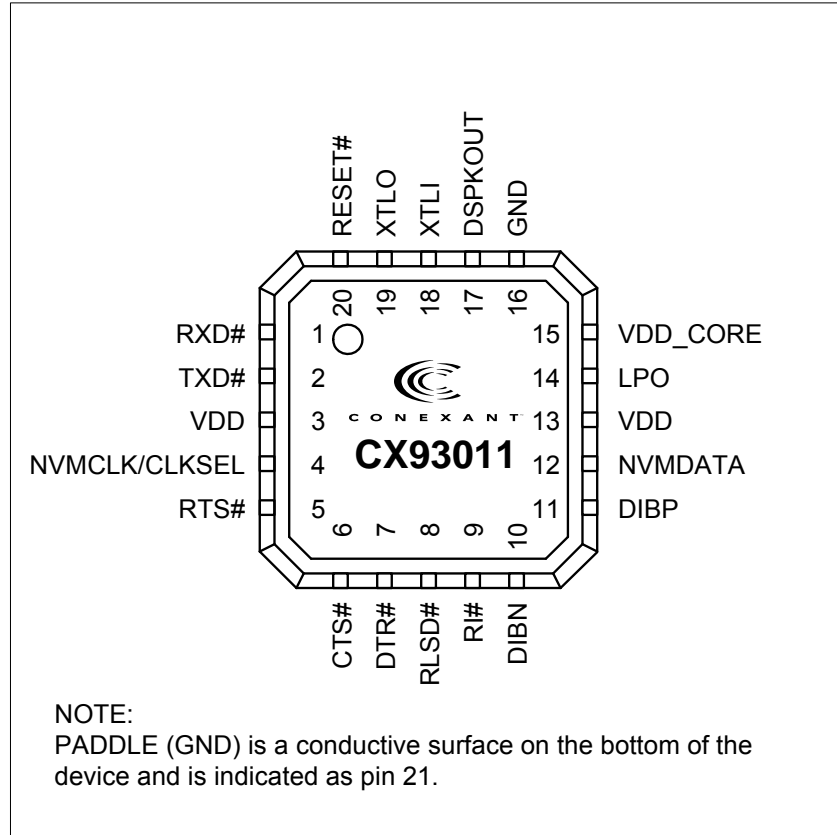 RESET#
XTLO
XTLI
DSPKOUT
GND
20
19
18
17
16
RXD#
1
15
VDD_CORE
TXD#
2
14
LPO
VDD
3
CONEXANT
13
VDD
NVMCLK/CLKSEL
4
CX93011
12
NVMDATA
RTS#
5
11
DIBP
6
7
8
9
10
CTS#
DTR#
RLSD#
RI#
DIBN
NOTE:
PADDLE (GND) is a conductive surface on the bottom of the
device and is indicated as pin 21.